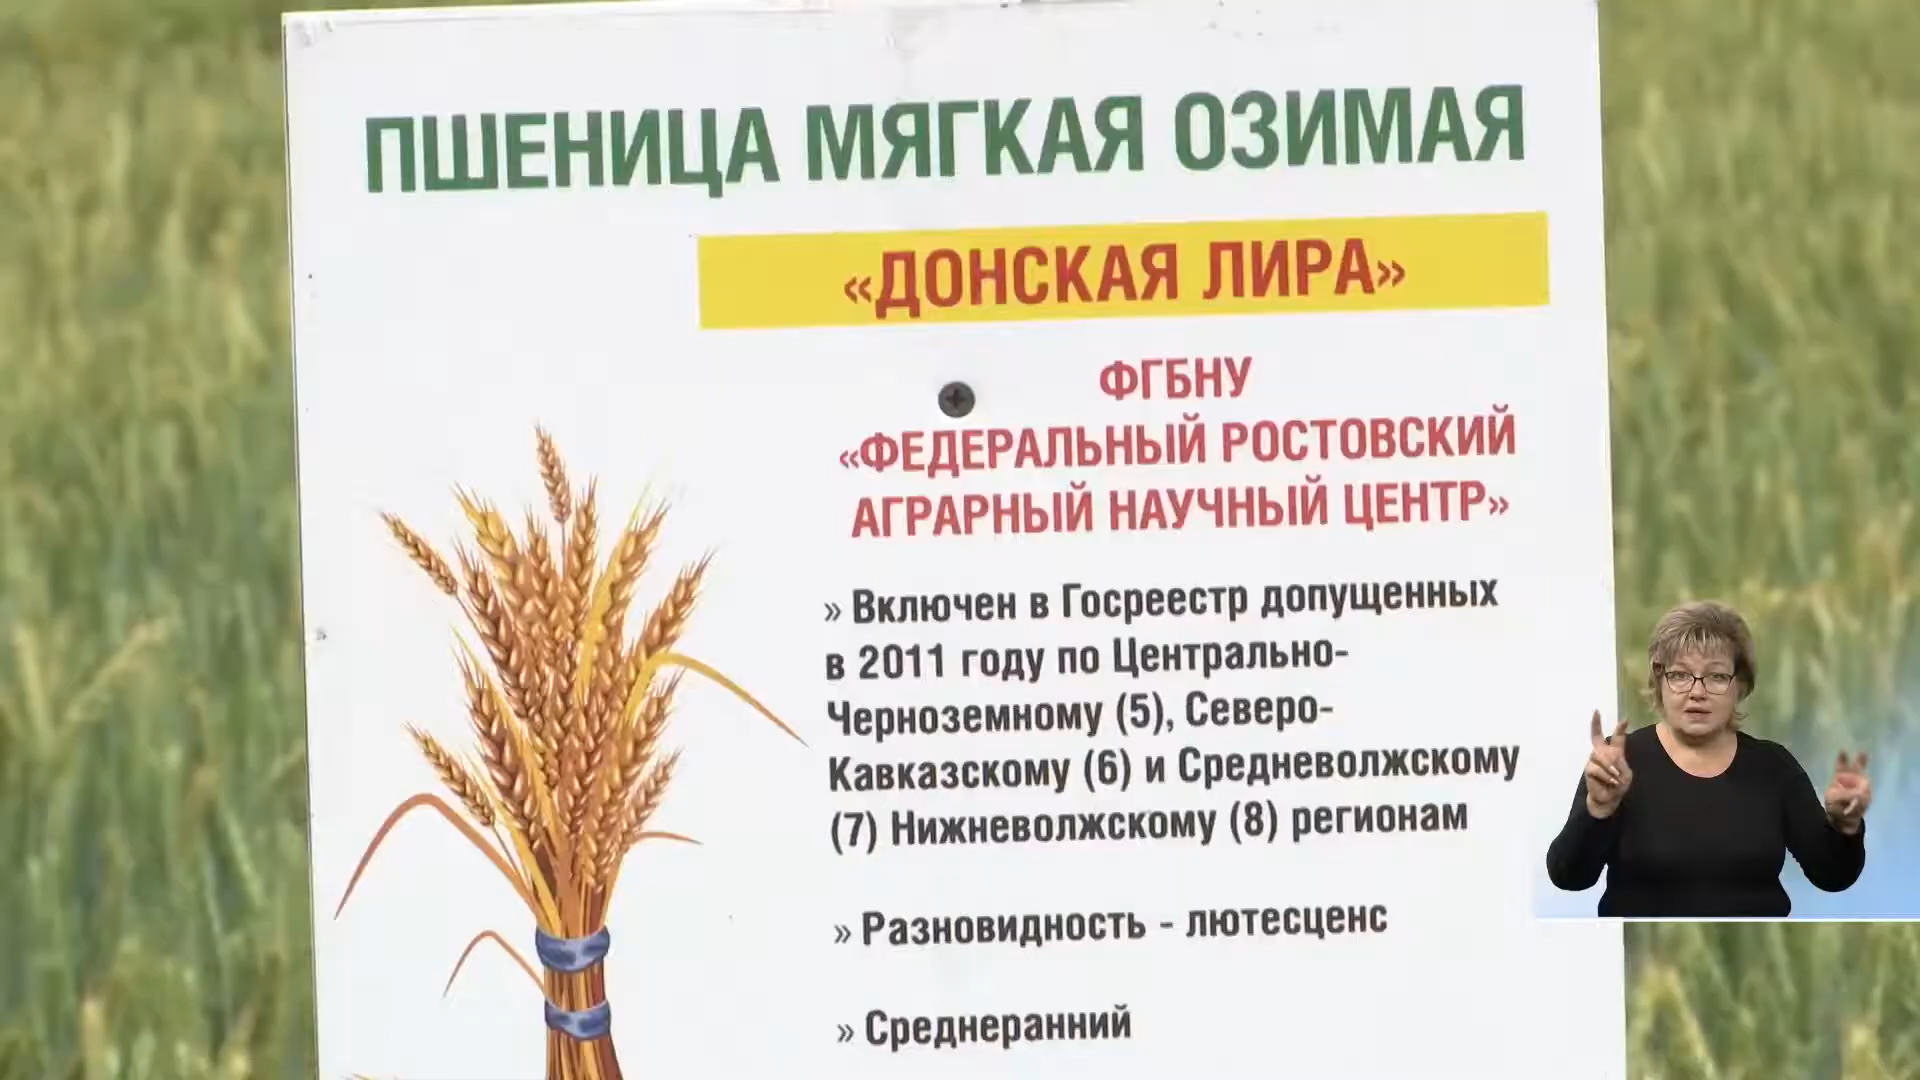 ПШЕНИЦА МЯГКАЯ ОЗИМАЯ
«ДОНСКАЯ ЛИРА»
ФГБНУ
«ФЕДЕРАЛЬНЫЙ РОСТОВСКИЙ
АГРАРНЫЙ НАУЧНЫЙ ЦЕНТР»
» Включен в Госреестр допущенных
в 2011 году по Центрально-
Черноземному (5), Северо-
Кавказскому (6) и Средневолжскому
(7) Нижневолжскому (8) регионам
» Разновидность - лютесценс
» Среднеранний